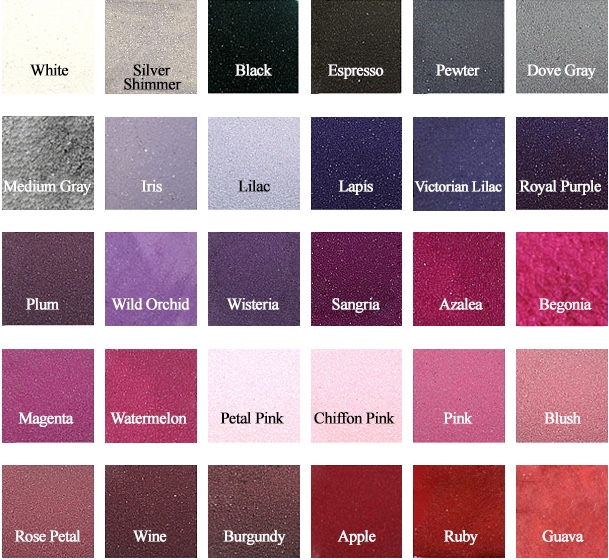 White
Silver
Shimmer
Black
Espresso
Pewter
Dove Gray
Medium Gray
Iris
Lilac
Lapis
Victorian Lilac
Royal Purple
Plum
Wild Orchid
Wisteria
Sangria
Azalea
Begonia
Magenta
Watermelon
Petal Pink
Chiffon Pink
Pink
Blush
Rose Petal
Wine
Burgundy
Apple
Ruby
Guava